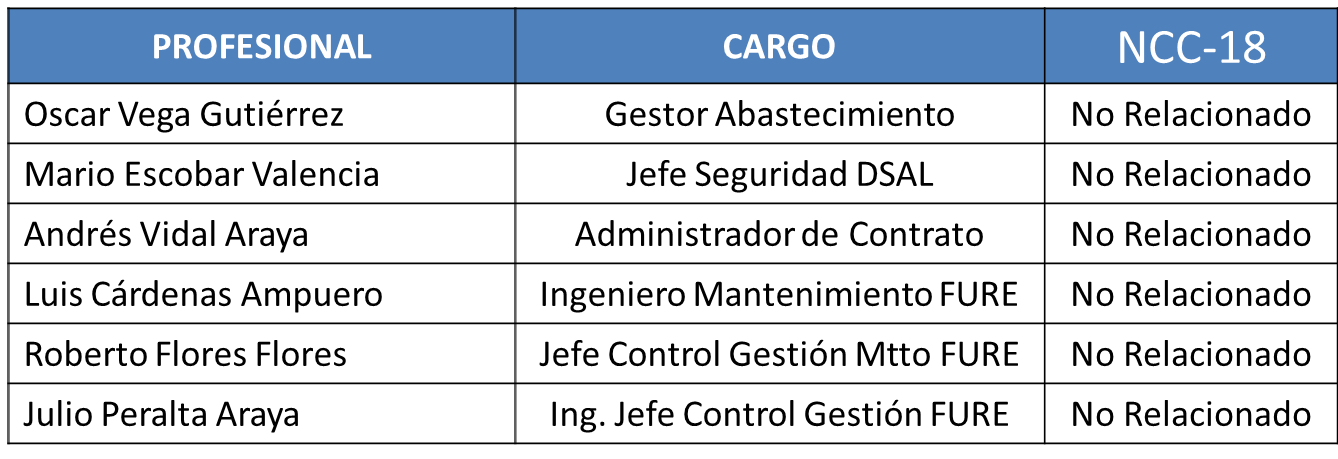 PROFESIONAL CARGO NCC-18
Oscar Vega Gutiérrez Gestor Abastecimiento No Relacionado
Mario Escobar Valencia Jefe Seguridad DSAL No Relacionado
Andrés Vidal Araya Administrador de Contrato No Relacionado
Luis Cárdenas Ampuero Ingeniero Mantenimiento FURE No Relacionado
Roberto Flores Flores Jefe Control Gestión Mtto FURE No Relacionado
Julio Peralta Araya Ing. Jefe Control Gestión FURE No Relacionado